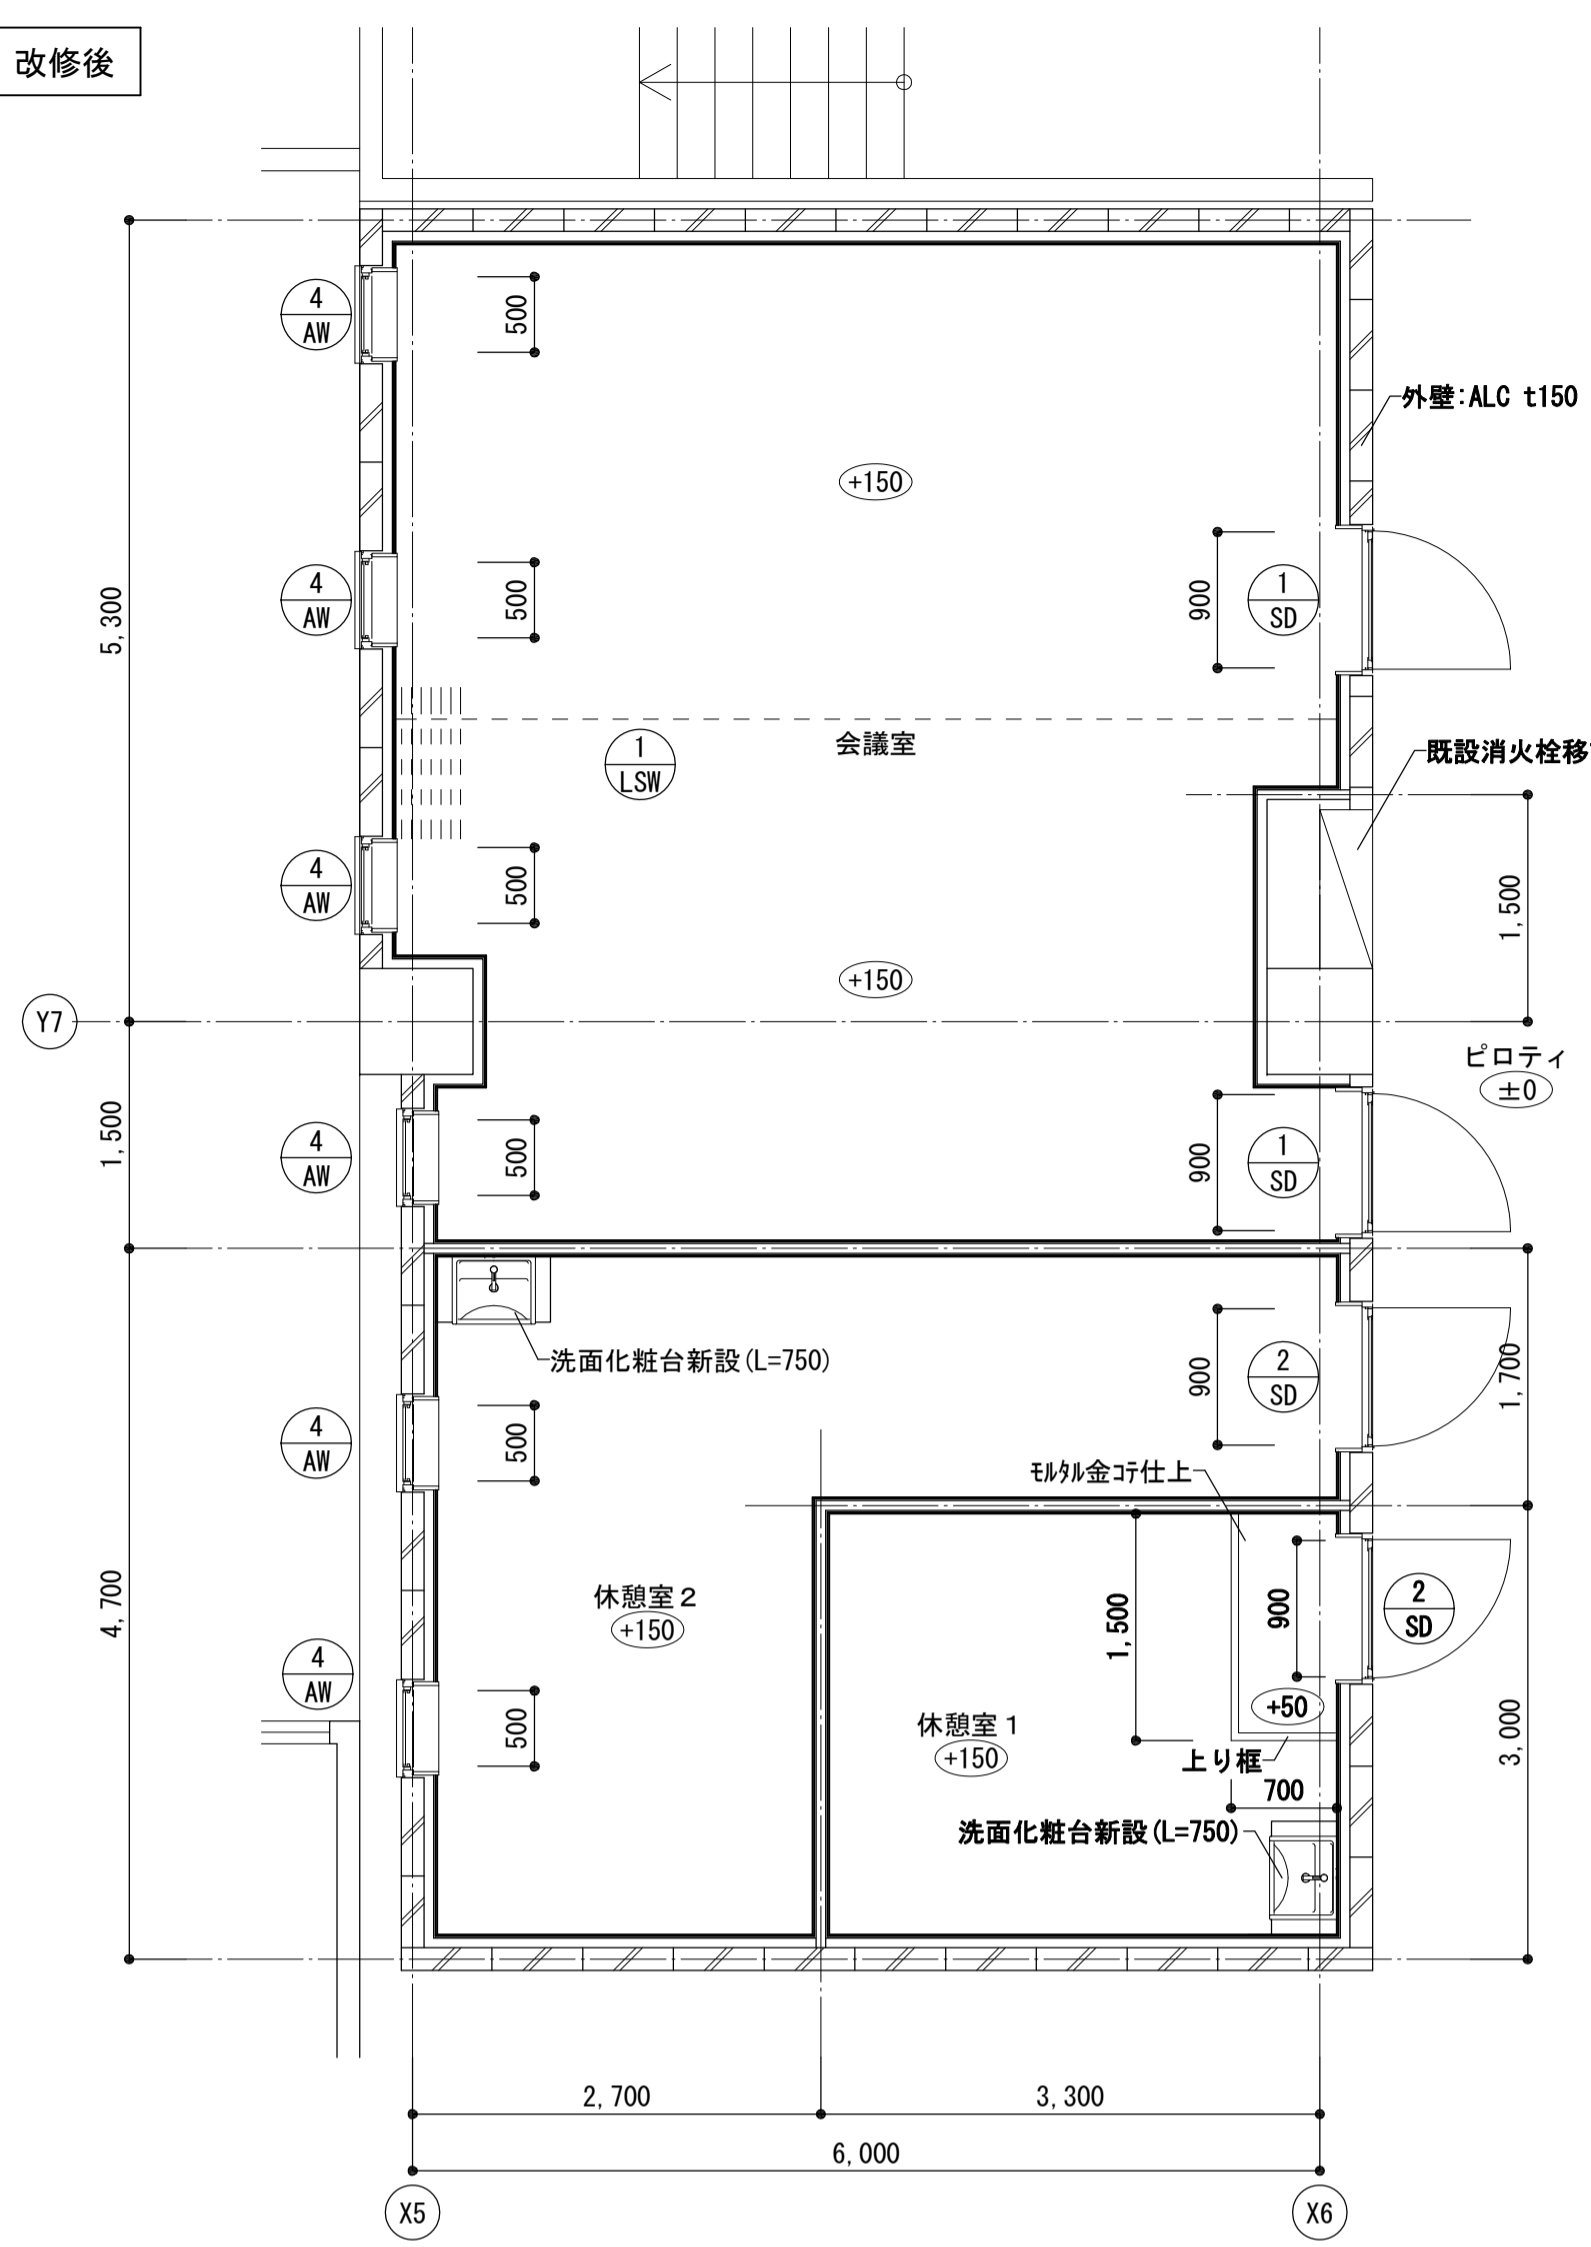 改修後
4
AW
500
外壁:ALC t150
+150
5,300
4
AW
500
900
1
SD
会議室
1
LSW
既設消火栓移
4
AW
500
1,500
+150
Y7
ピロティ
±0
1,500
4
AW
500
900
1
SD
洗面化粧台新設(L=750)
900
2
SD
1,700
4
AW
500
モルタル金コテ仕上
4,700
休憩室2
+150
1,500
900
2
SD
4
AW
500
休憩室1
+150
+50
上り框
700
3,000
洗面化粧台新設(L=750)
2,700
3,300
6,000
X5
X6